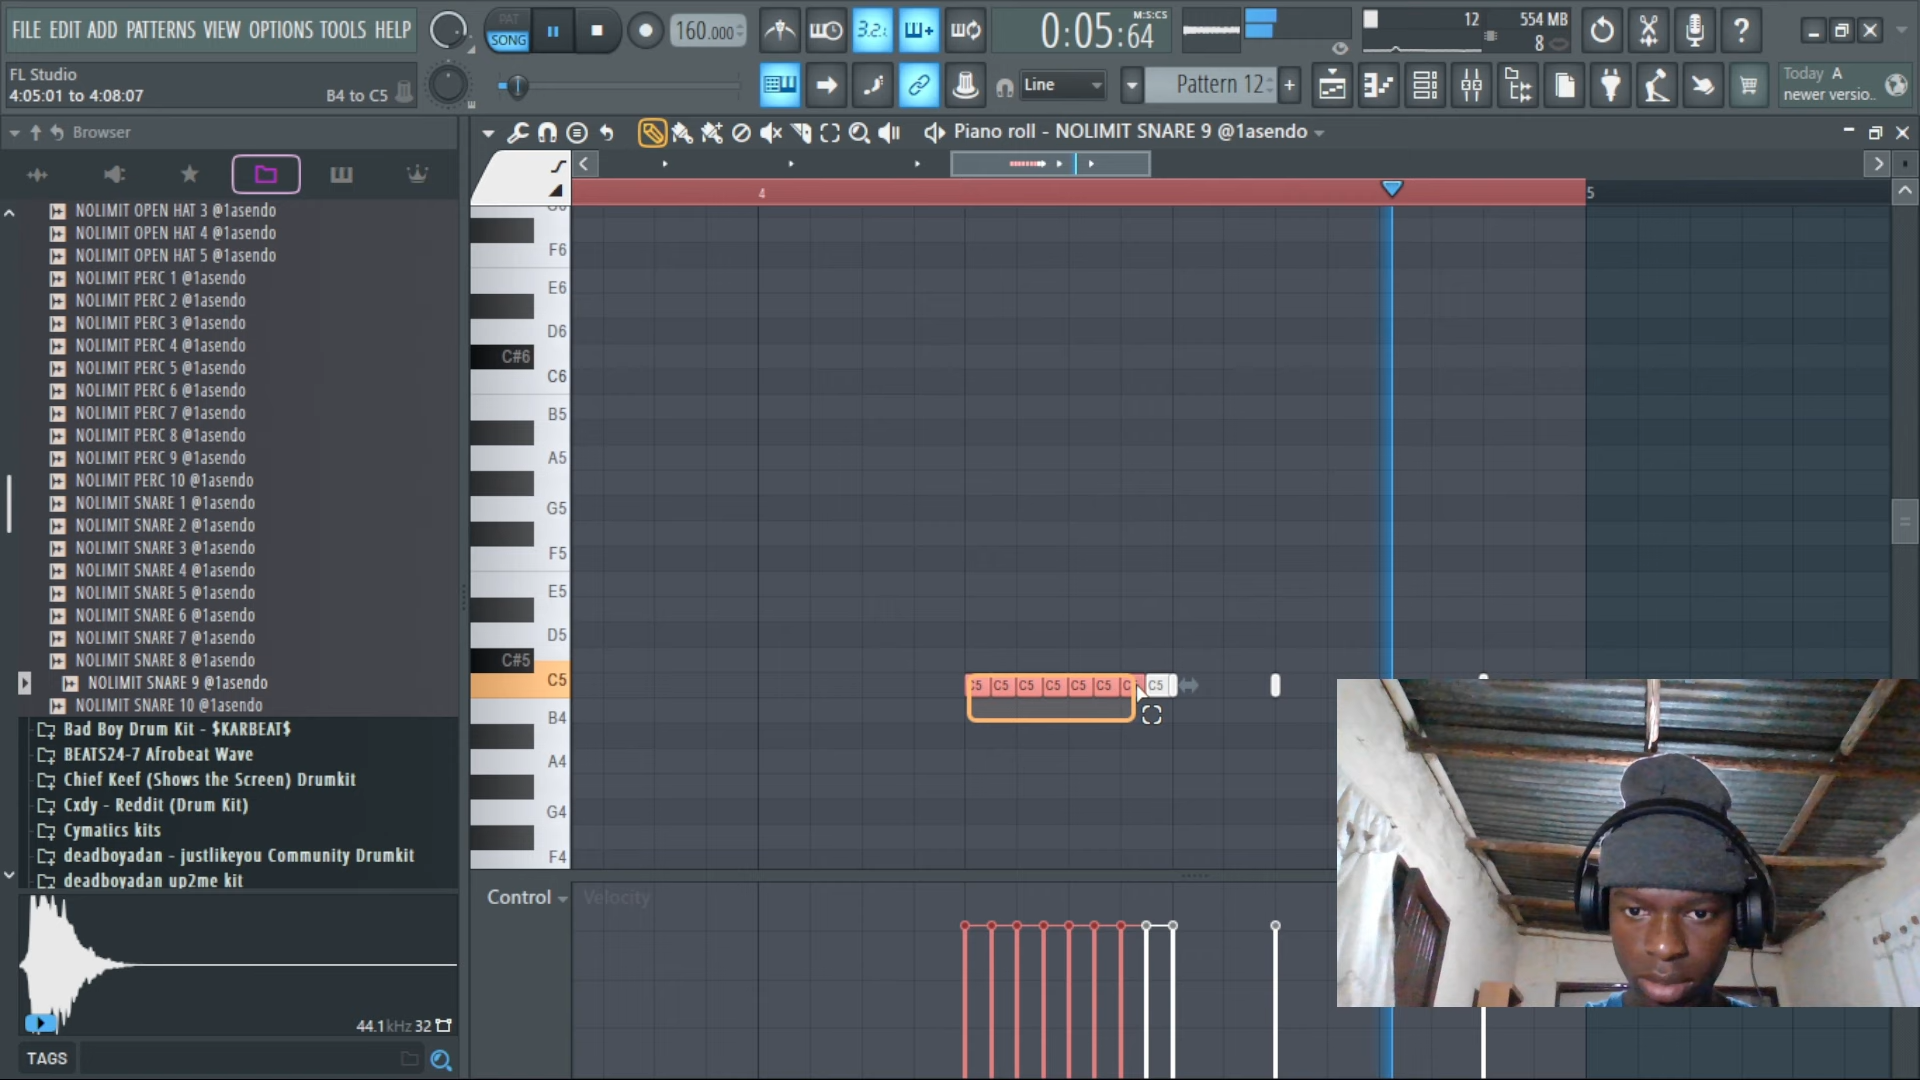 FILE EDIT ADD PATTERNS VIEW OPTIONS TOOLS HELP
PAT
SONG
160.000
3.2:
0:05:64
M:S:CS
12
554 MB
8
FL Studio
4:05:01 to 4:08:07
B4 to C5
Line
Pattern 12
Today A
newer versio..
Browser
Piano roll - NOLIMIT SNARE 9 @1asendo
4
5
NOLIMIT OPEN HAT 3 @1asendo
NOLIMIT OPEN HAT 4 @1asendo
NOLIMIT OPEN HAT 5 @1asendo
NOLIMIT PERC 1 @1asendo
NOLIMIT PERC 2 @1asendo
NOLIMIT PERC 3 @1asendo
NOLIMIT PERC 4 @1asendo
NOLIMIT PERC 5 @1asendo
NOLIMIT PERC 6 @1asendo
NOLIMIT PERC 7 @1asendo
NOLIMIT PERC 8 @1asendo
NOLIMIT PERC 9 @1asendo
NOLIMIT PERC 10 @1asendo
NOLIMIT SNARE 1 @1asendo
NOLIMIT SNARE 2 @1asendo
NOLIMIT SNARE 3 @1asendo
NOLIMIT SNARE 4 @1asendo
NOLIMIT SNARE 5 @1asendo
NOLIMIT SNARE 6 @1asendo
NOLIMIT SNARE 7 @1asendo
NOLIMIT SNARE 8 @1asendo
NOLIMIT SNARE 9 @1asendo
NOLIMIT SNARE 10 @1asendo
Bad Boy Drum Kit - $KARBEAT$
BEATS24-7 Afrobeat Wave
Chief Keef (Shows the Screen) Drumkit
Cxdy - Reddit (Drum Kit)
Cymatics kits
deadboyadan - justlikeyou Community Drumkit
deadboyadan up2me kit
44.1kHz 32
TAGS
F6
E6
D6
C#6
C6
B5
A5
G5
F5
E5
D5
C#5
C5
B4
A4
G4
F4
C5 C5 C5 C5 C5 C5 C5
Control
Velocity